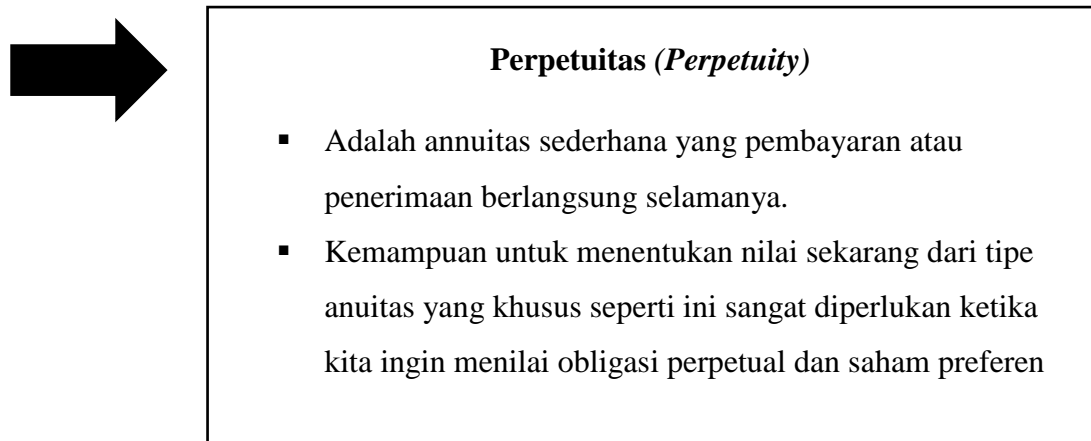 Perpetuitas (Perpetuity)
▪ Adalah annuitas sederhana yang pembayaran atau
penerimaan berlangsung selamanya.
▪ Kemampuan untuk menentukan nilai sekarang dari tipe
anuitas yang khusus seperti ini sangat diperlukan ketika
kita ingin menilai obligasi perpetual dan saham preferen